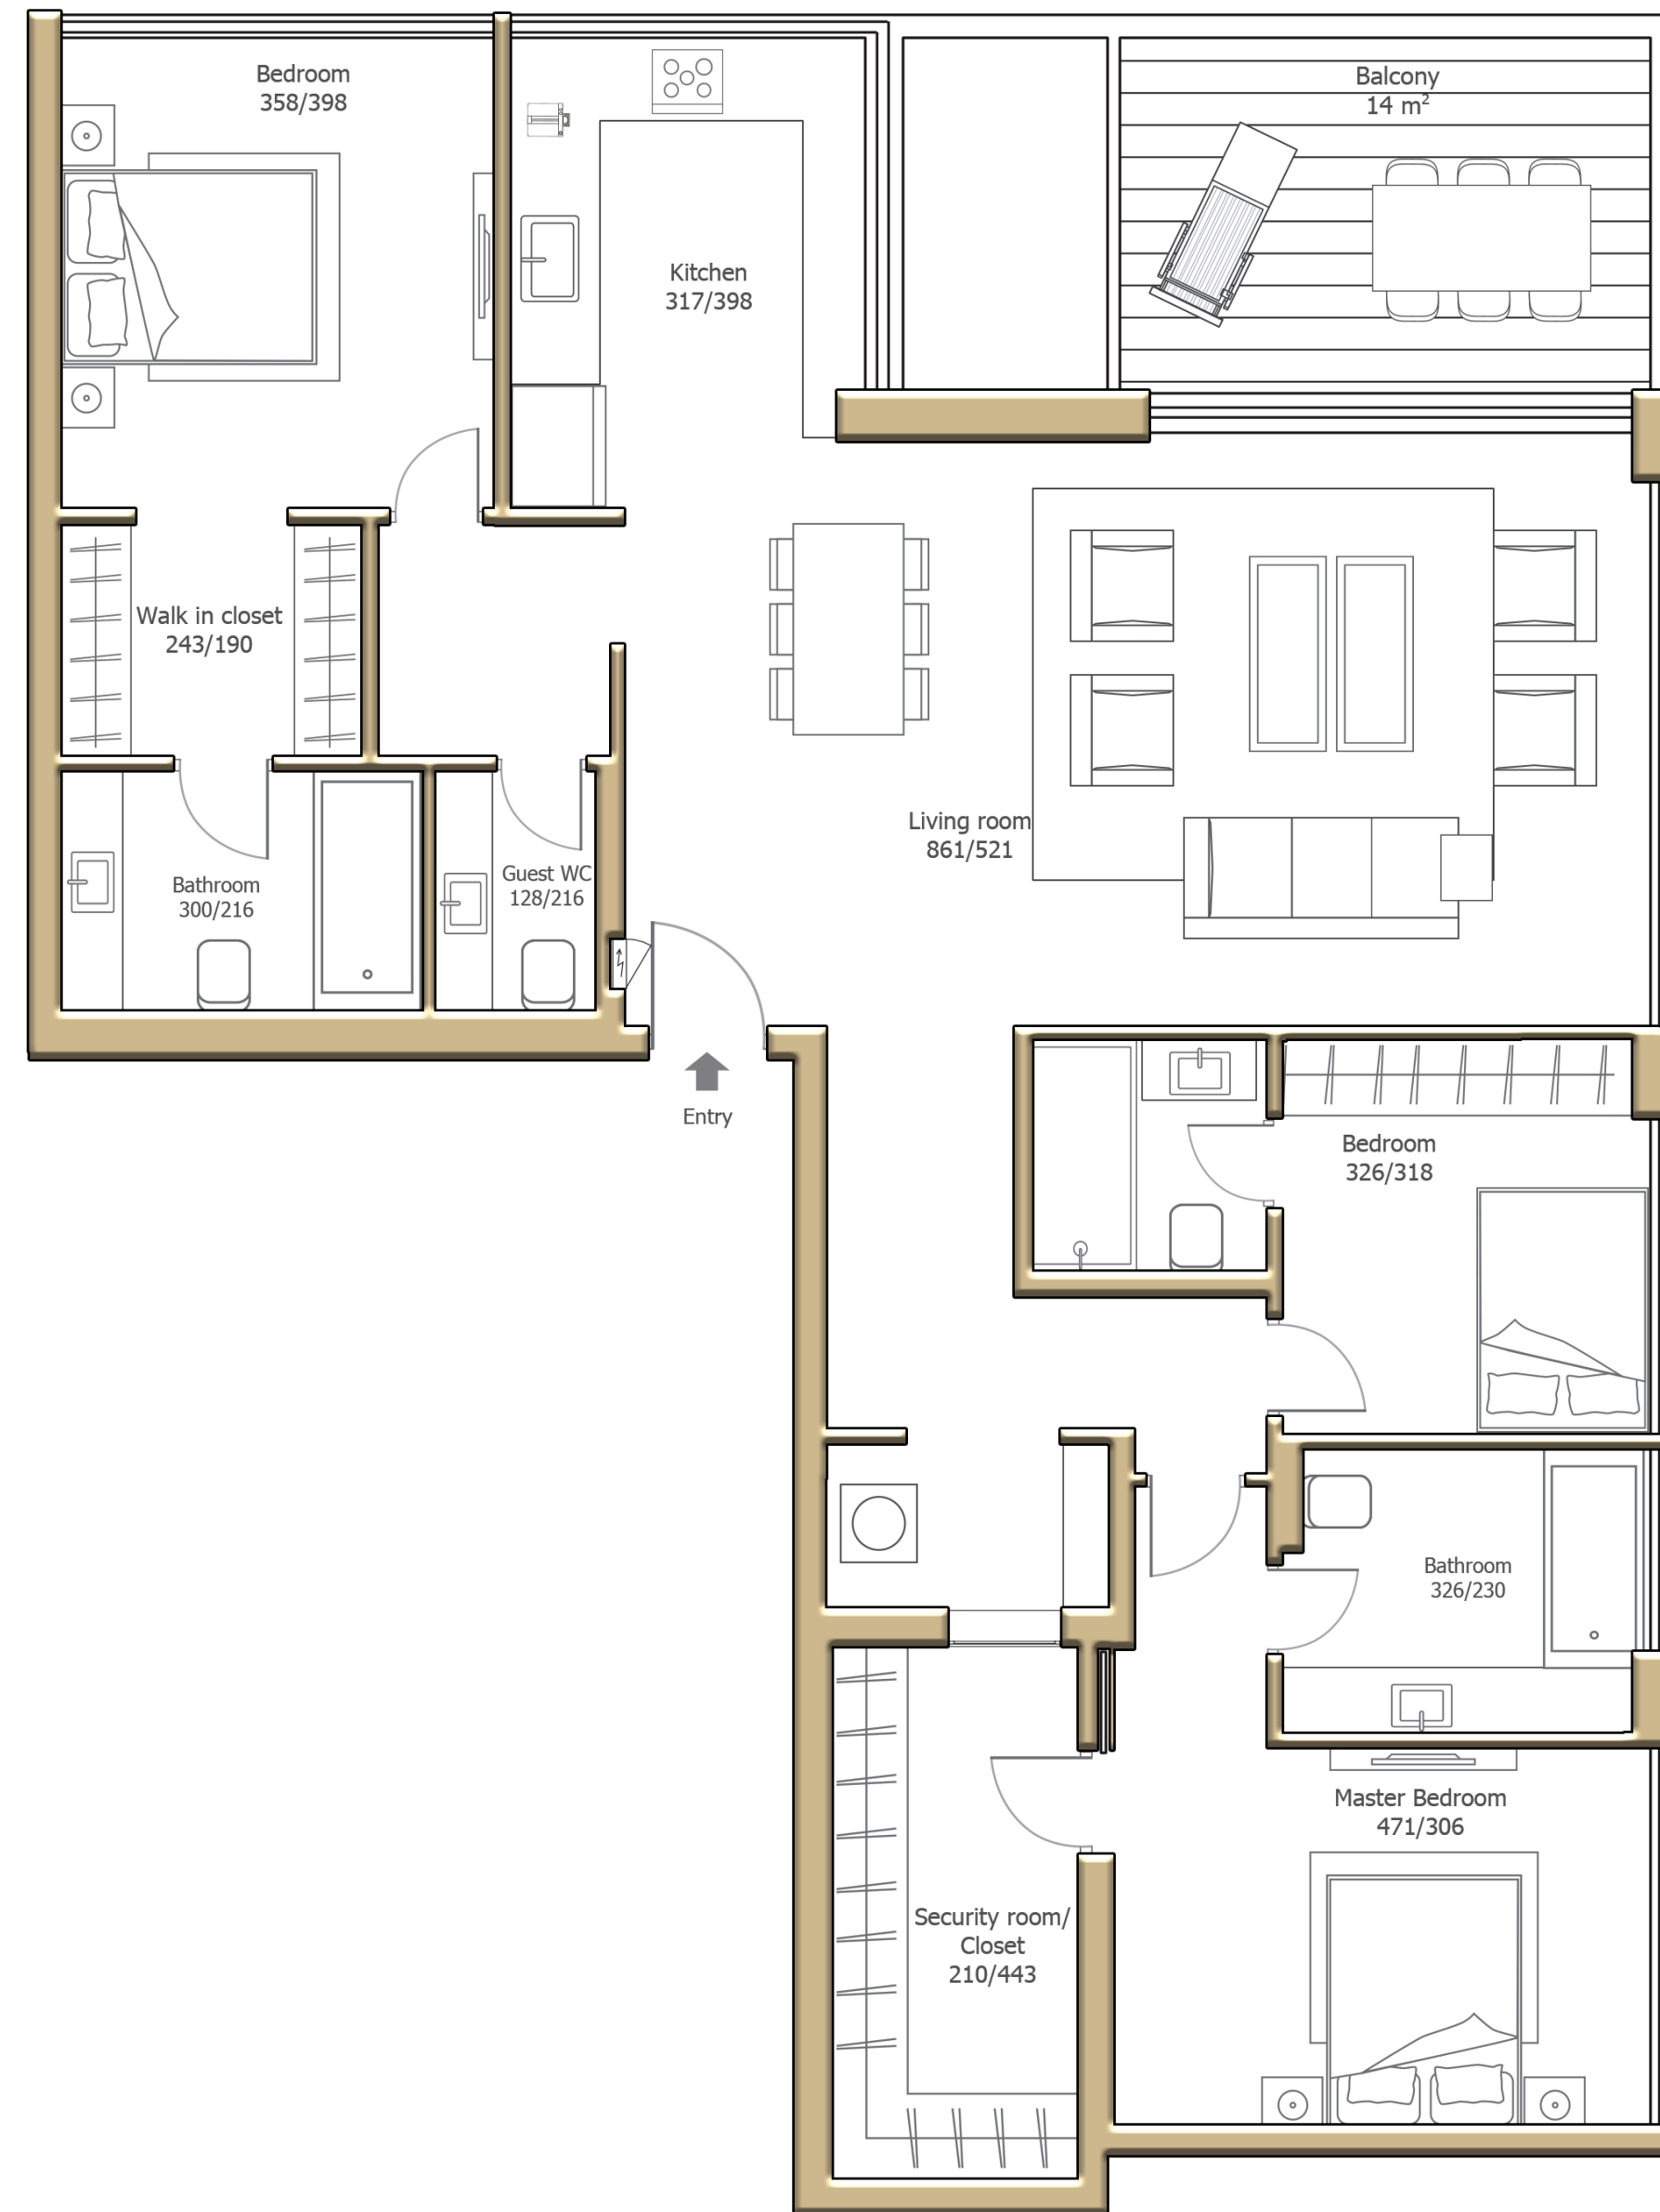 Bedroom
358/398
Balcony
14 m²
Kitchen
317/398
Walk in closet
243/190
Living room
861/521
Bathroom
300/216
Guest WC
128/216
Entry
Bedroom
326/318
Bathroom
326/230
Master Bedroom
471/306
Security room/
Closet
210/443